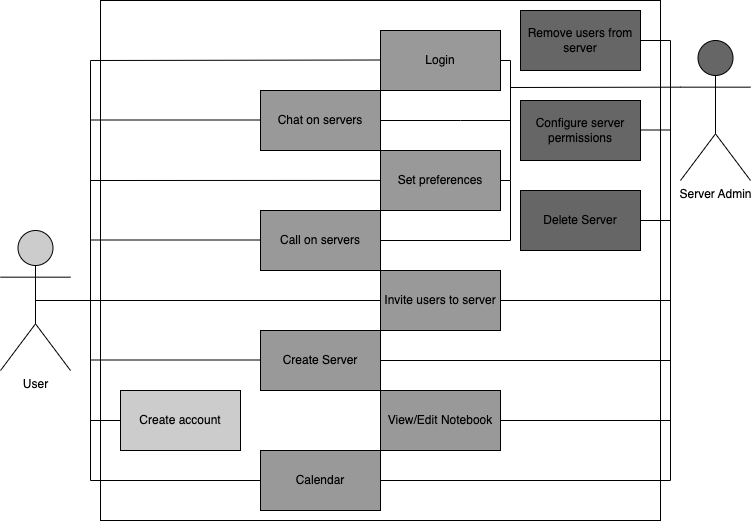 Remove users from
server
Login
Chat on servers
Configure server
permissions
Set preferences
Server Admin
Delete Server
Call on servers
Invite users to server
Create Server
User
Create account
View/Edit Notebook
Calendar